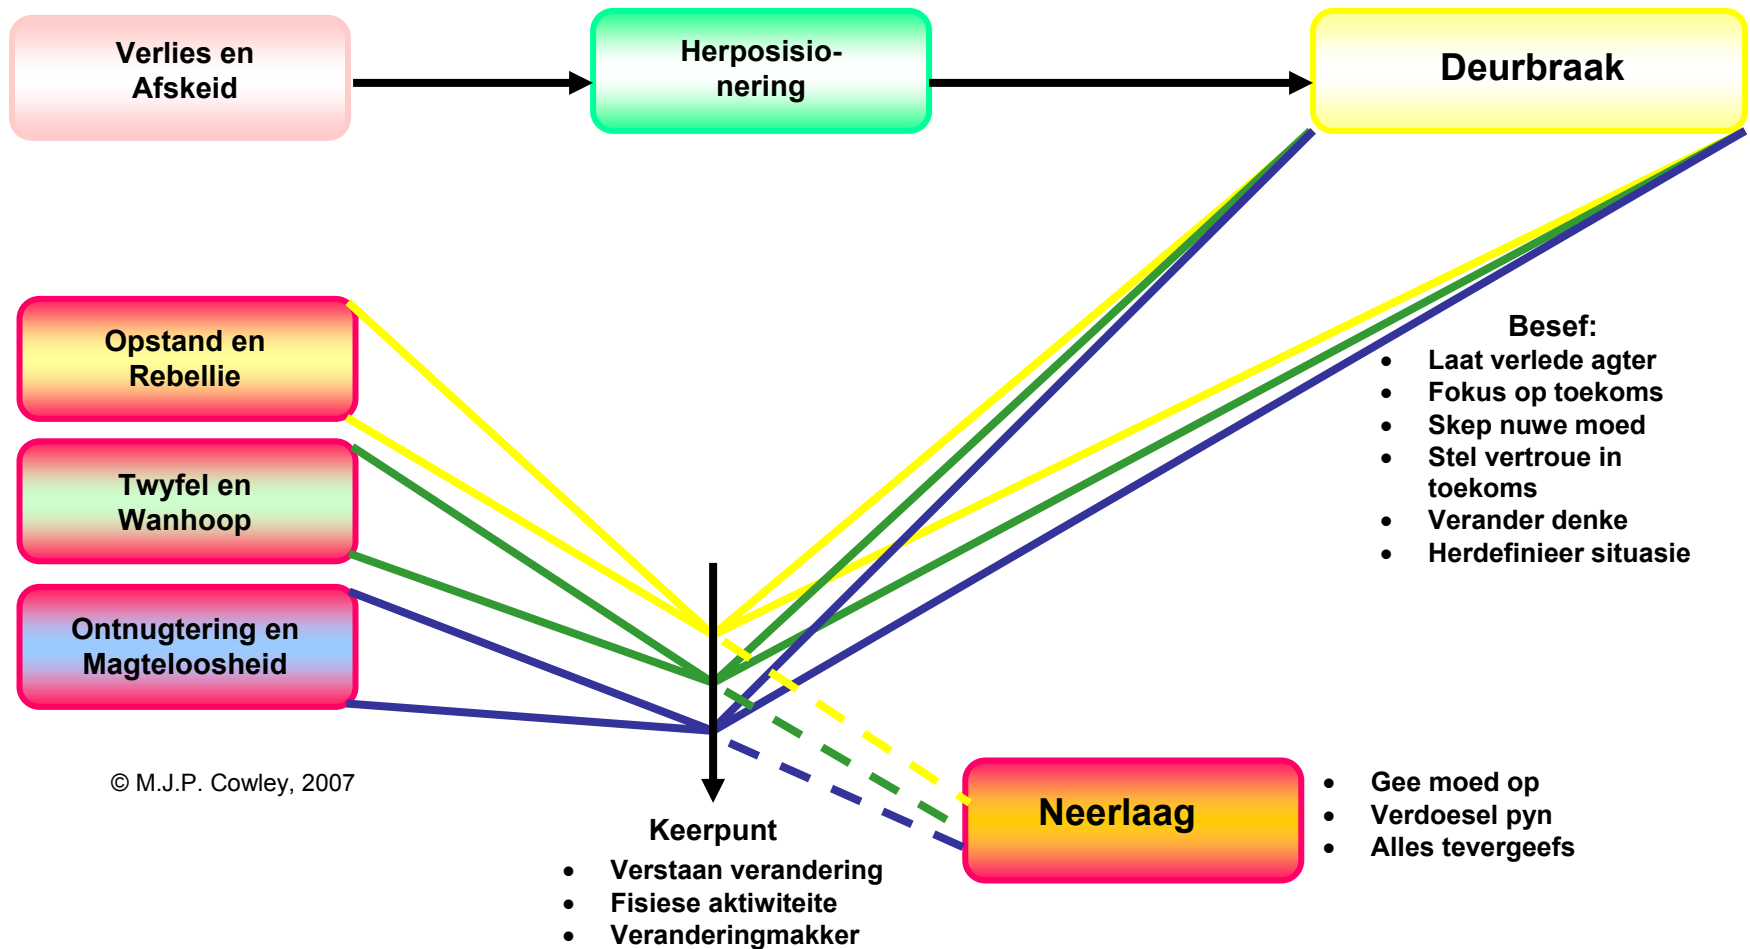 Verlies en
Afskeid
Herposisio-
nering
Deurbraak
Opstand en
Rebellie
Twyfel en
Wanhoop
Ontnugtering en
Magteloosheid
Besef:
• Laat verlede agter
• Fokus op toekoms
• Skep nuwe moed
• Stel vertroue in
toekoms
• Verander denke
• Herdefinieer situasie
© M.J.P. Cowley, 2007
Keerpunt
• Verstaan verandering
• Fisiese aktiwiteite
• Veranderingmakker
Neerlaag
• Gee moed op
• Verdoesel pyn
• Alles tevergeefs